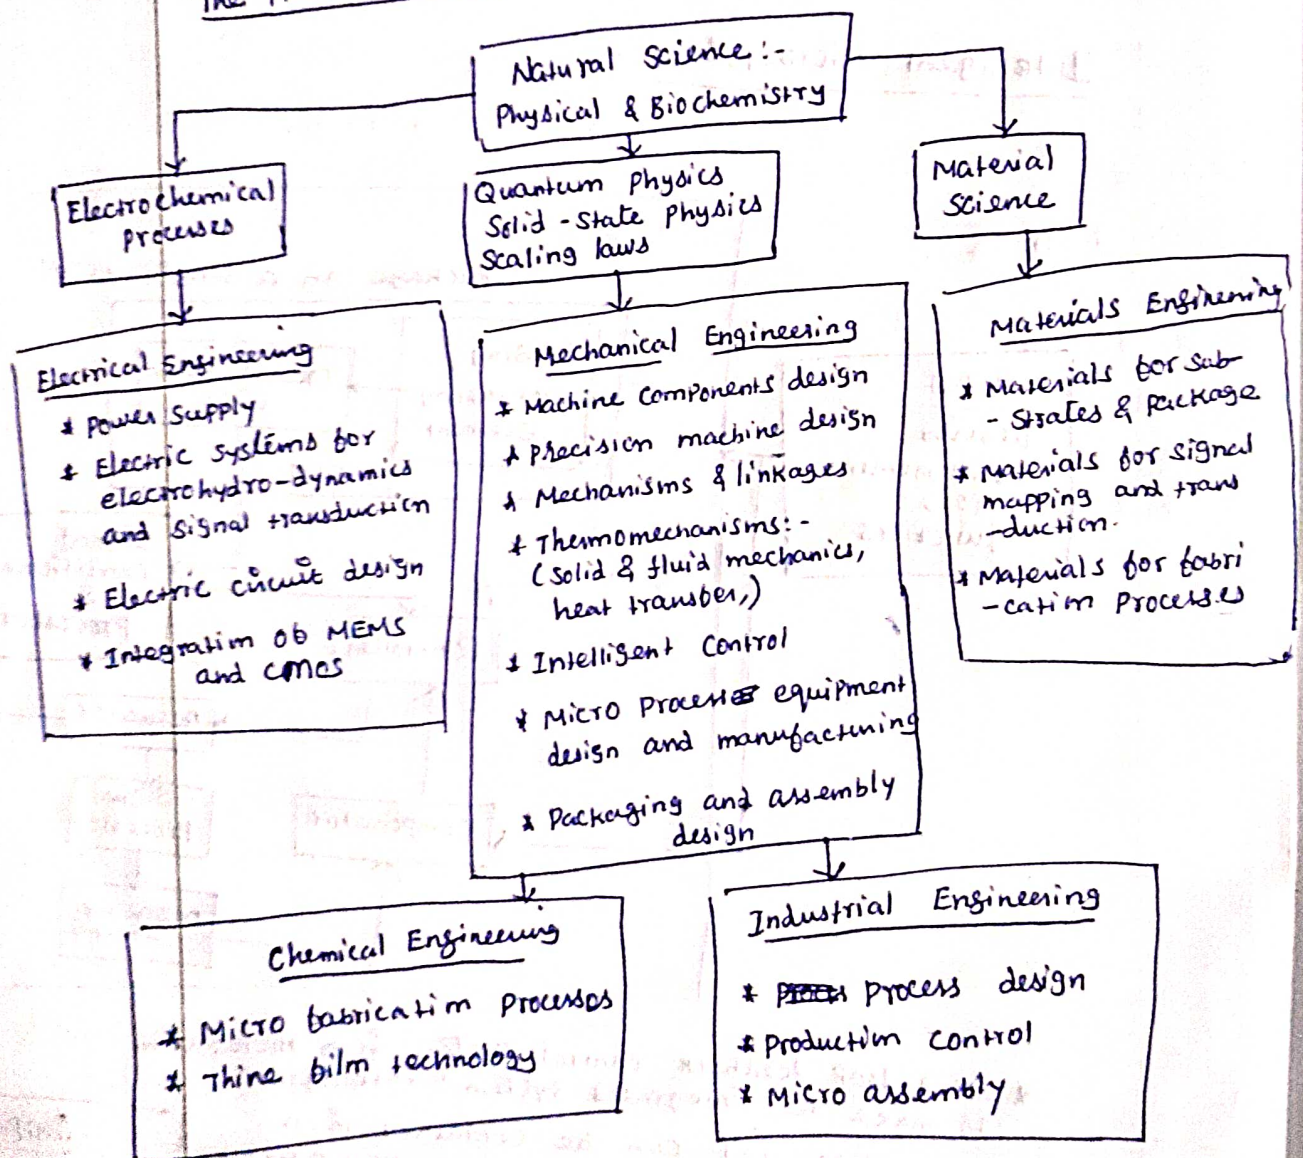 The
Natural Science:-
Physical & Biochemistry
Electrochemical
Processes
Quantum Physics
Solid-State Physics
Scaling laws
Material
Science
Electrical Engineering
* Power Supply
* Electric Systems for
electrohydro-dynamics
and Signal transduction
* Electric circuit design
* Integration of MEMS
and CMOS
Mechanical Engineering
* Machine Components design
* Precision machine design
* Mechanisms & linkages
* Thermomechanisms:-
(Solid & fluid mechanics,
heat transfer,)
* Intelligent Control
* Micro Process equipment
design and manufacturing
* Packaging and assembly
design
Materials Engineering
* Materials for Sub-
- Strates & Package
* Materials for Signal
mapping and trans
-duction.
* Materials for fabri
-cation Processes
Chemical Engineering
* Micro fabrication Processes
* Thine film technology
Industrial Engineering
* Process design
* Production Control
* Micro assembly